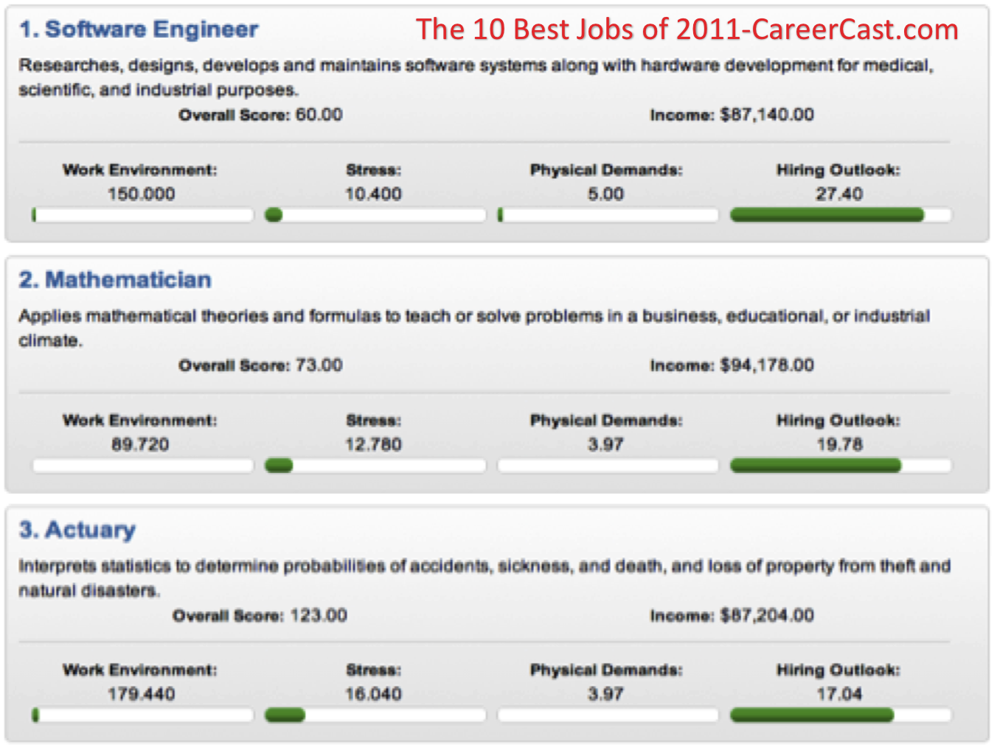 1. Software Engineer
The 10 Best Jobs of 2011-CareerCast.com
Researches, designs, develops and maintains software systems along with hardware development for medical,
scientific, and industrial purposes.
Overall Score: 60.00 Income: $87,140.00
Work Environment: Stress: Physical Demands: Hiring Outlook:
150.000 10.400 5.00 27.40
2. Mathematician
Applies mathematical theories and formulas to teach or solve problems in a business, educational, or industrial
climate.
Overall Score: 73.00 Income: $94,178.00
Work Environment: Stress: Physical Demands: Hiring Outlook:
89.720 12.780 3.97 19.78
3. Actuary
Interprets statistics to determine probabilities of accidents, sickness, and death, and loss of property from theft and
natural disasters.
Overall Score: 123.00 Income: $87,204.00
Work Environment: Stress: Physical Demands: Hiring Outlook:
179.440 16.040 3.97 17.04